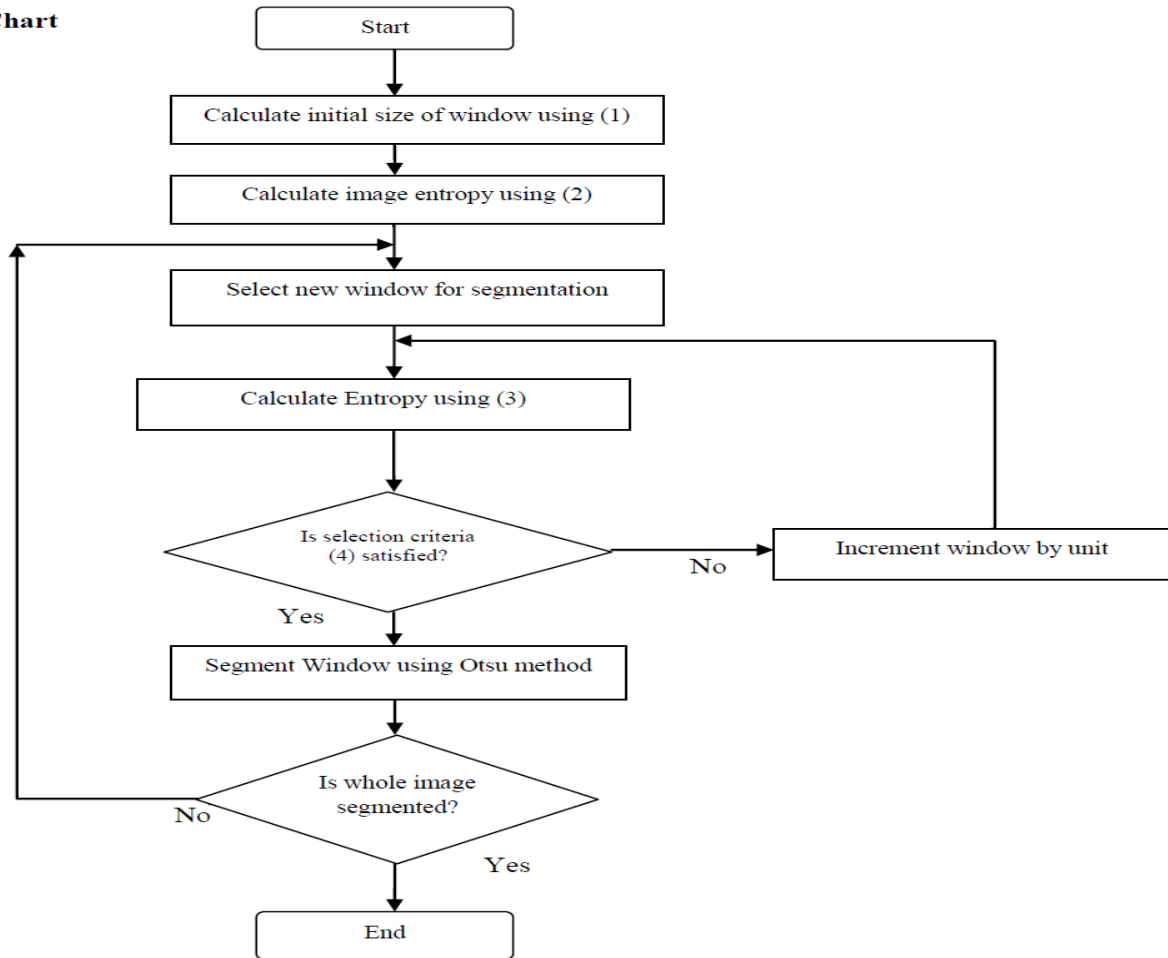 Chart
Start
Calculate initial size of window using (1)
Calculate image entropy using (2)
Select new window for segmentation
Calculate Entropy using (3)
Is selection criteria
(4) satisfied?
No
Increment window by unit
Yes
Segment Window using Otsu method
Is whole image
segmented?
No
Yes
End